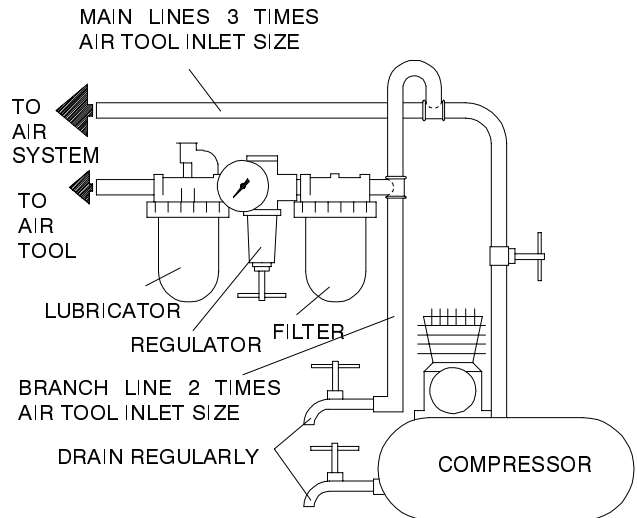 MAIN LINES 3 TIMES
AIR TOOL INLET SIZE
TO
AIR
SYSTEM
TO
AIR
TOOL
LUBRICATOR
REGULATOR
FILTER
BRANCH LINE 2 TIMES
AIR TOOL INLET SIZE
DRAIN REGULARLY
COMPRESSOR